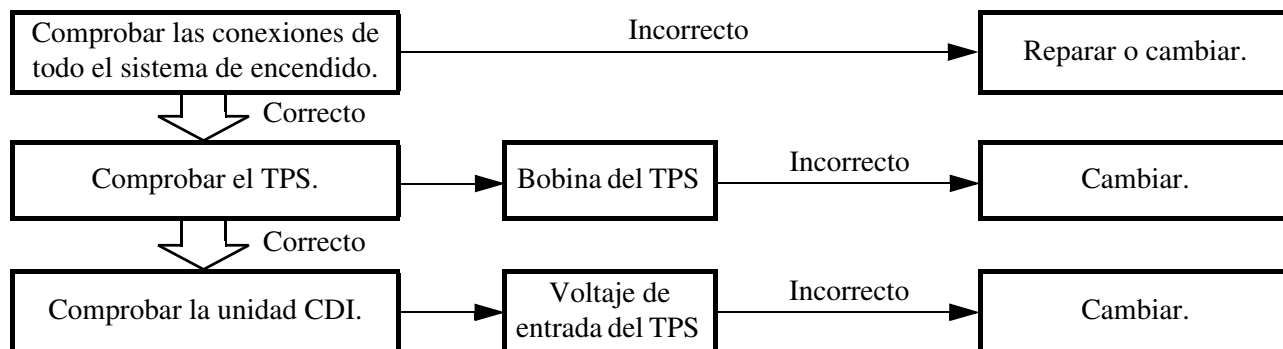 Comprobar las conexiones de
todo el sistema de encendido.
Incorrecto
Reparar o cambiar.
Correcto
Comprobar el TPS.
Bobina del TPS
Incorrecto
Cambiar.
Correcto
Comprobar la unidad CDI.
Voltaje de
entrada del TPS
Incorrecto
Cambiar.